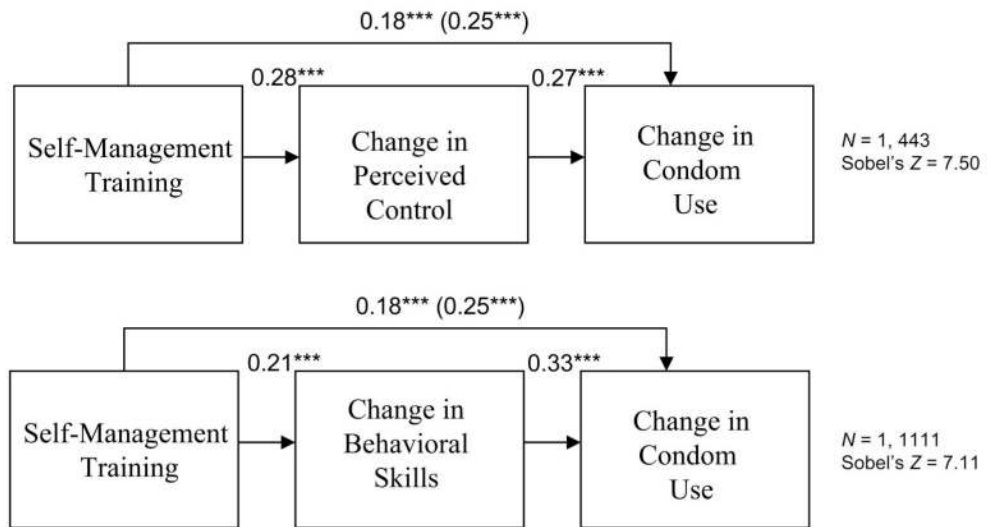 0.18*** (0.25***)
0.28***
0.27***
Self-Management
Training
Change in
Perceived
Control
Change in
Condom
Use
N = 1, 443
Sobel's Z = 7.50
0.18*** (0.25***)
0.21***
0.33***
Self-Management
Training
Change in
Behavioral
Skills
Change in
Condom
Use
N = 1, 1111
Sobel's Z = 7.11